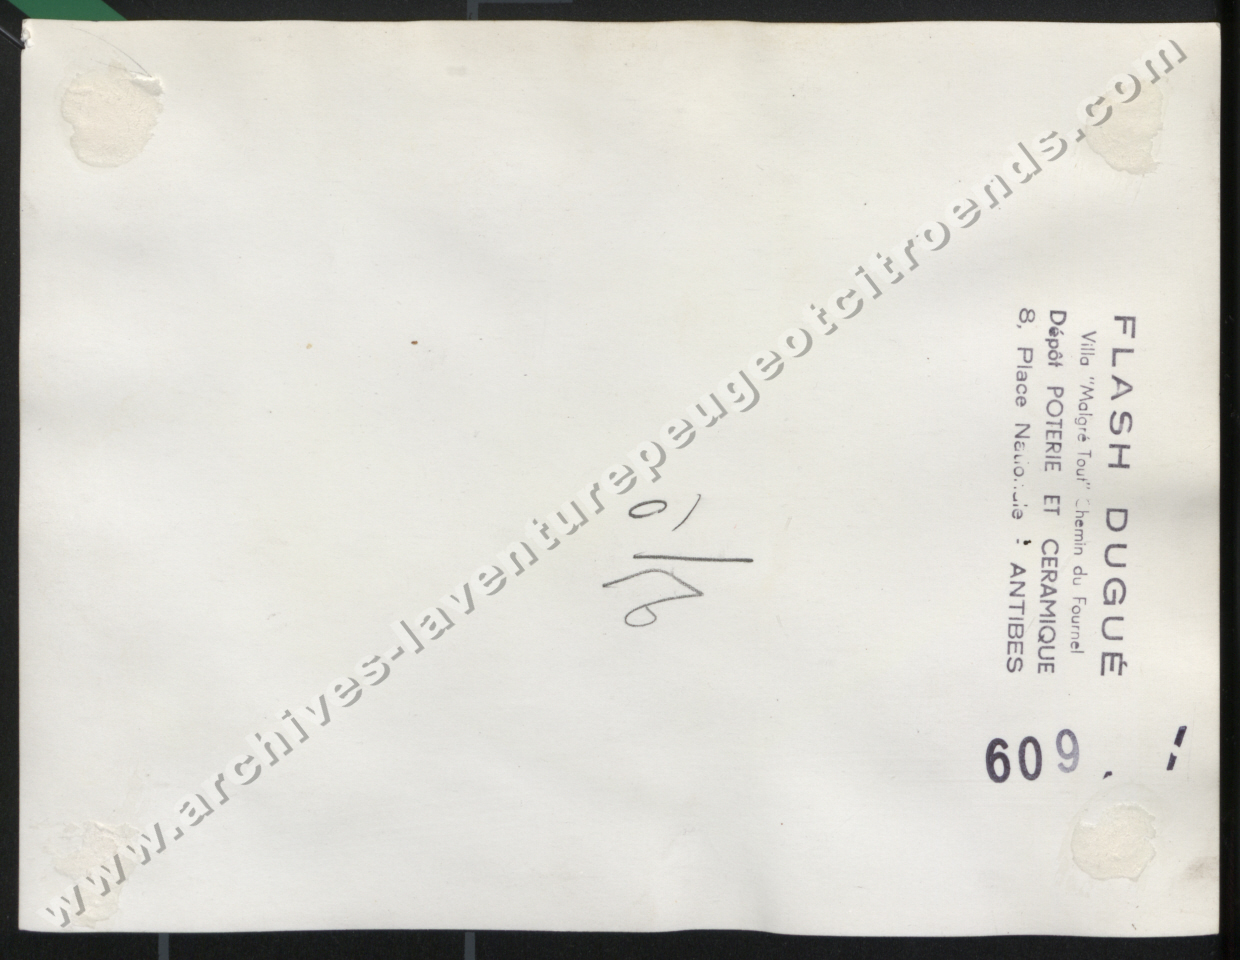 FLASH DUGUÉ
Villa "Malgré Tout" Chemin du Fournel
Dépôt POTERIE ET CERAMIQUE
8, Place Nationale - ANTIBES
609
www.archives-laventurepeugeotcitroends.com